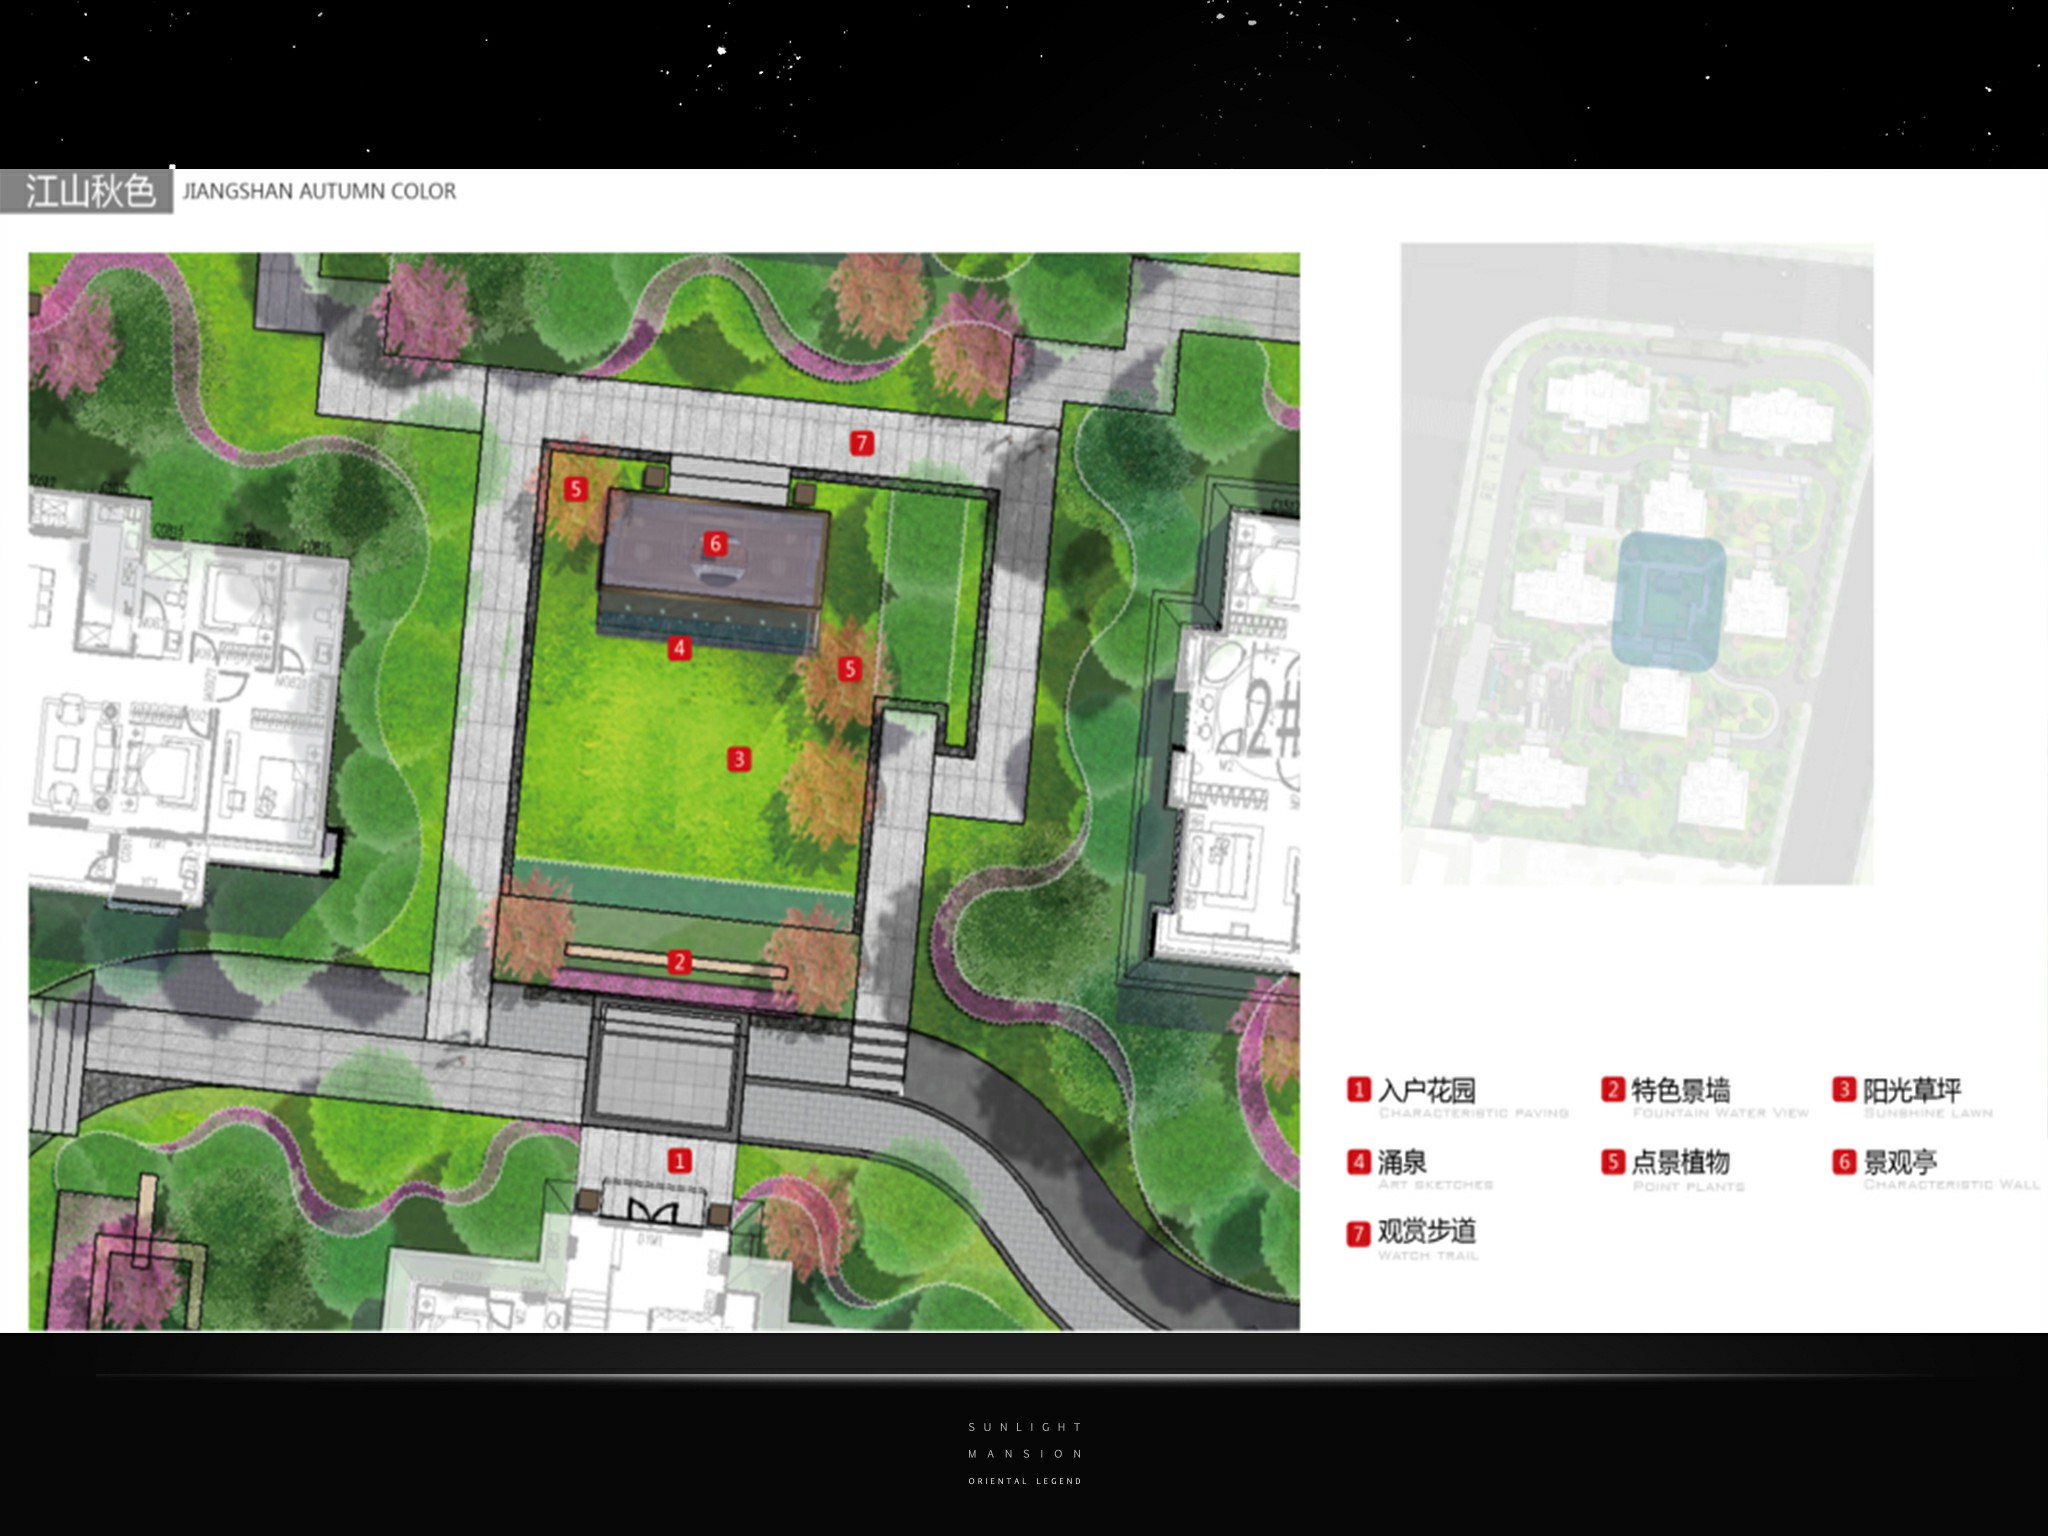 江山秋色 JIANGSHAN AUTUMN COLOR
7
5
6
4
5
3
2
1
2#
1 入户花园
CHARACTERISTIC PAVING
2 特色景墙
FOUNTAIN WATER VIEW
3 阳光草坪
SUNSHINE LAWN
4 涌泉
ART SKETCHES
5 点景植物
POINT PLANTS
6 景观亭
CHARACTERISTIC WALL
7 观赏步道
WATCH TRAIL
SUNLIGHT
MANSION
ORIENTAL LEGEND